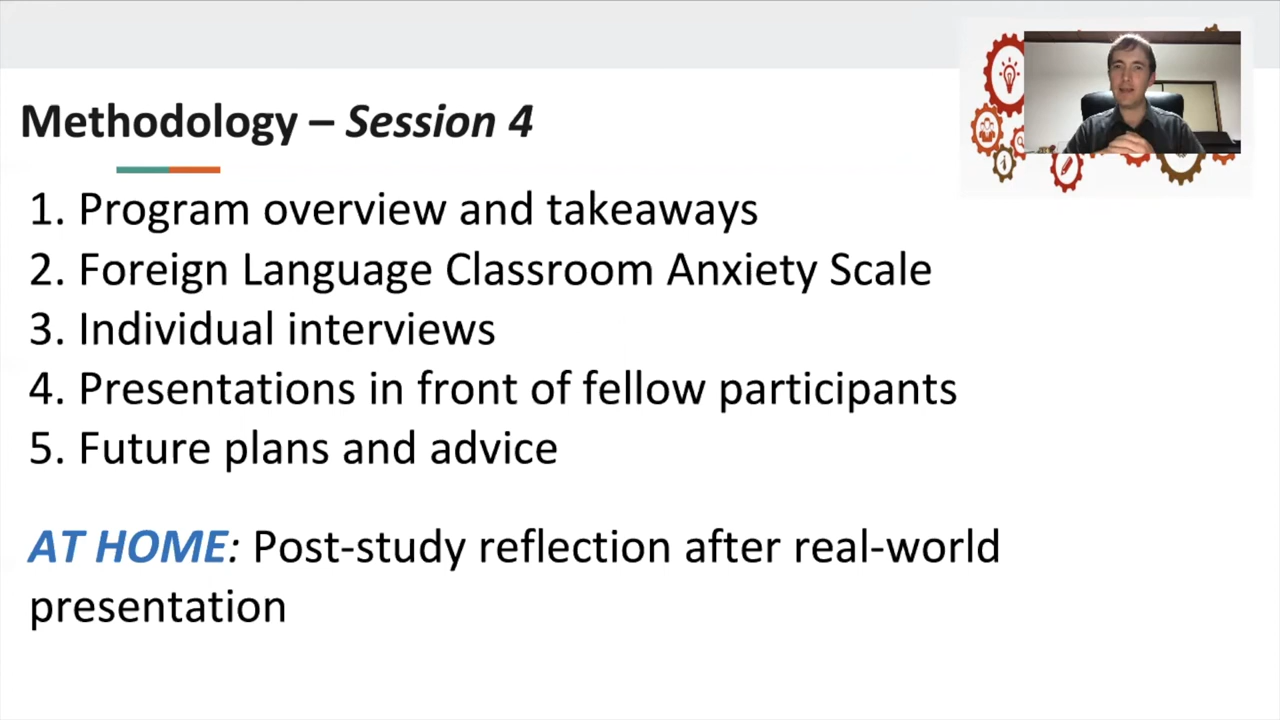 Methodology – Session 4
1. Program overview and takeaways
2. Foreign Language Classroom Anxiety Scale
3. Individual interviews
4. Presentations in front of fellow participants
5. Future plans and advice
AT HOME: Post-study reflection after real-world
presentation